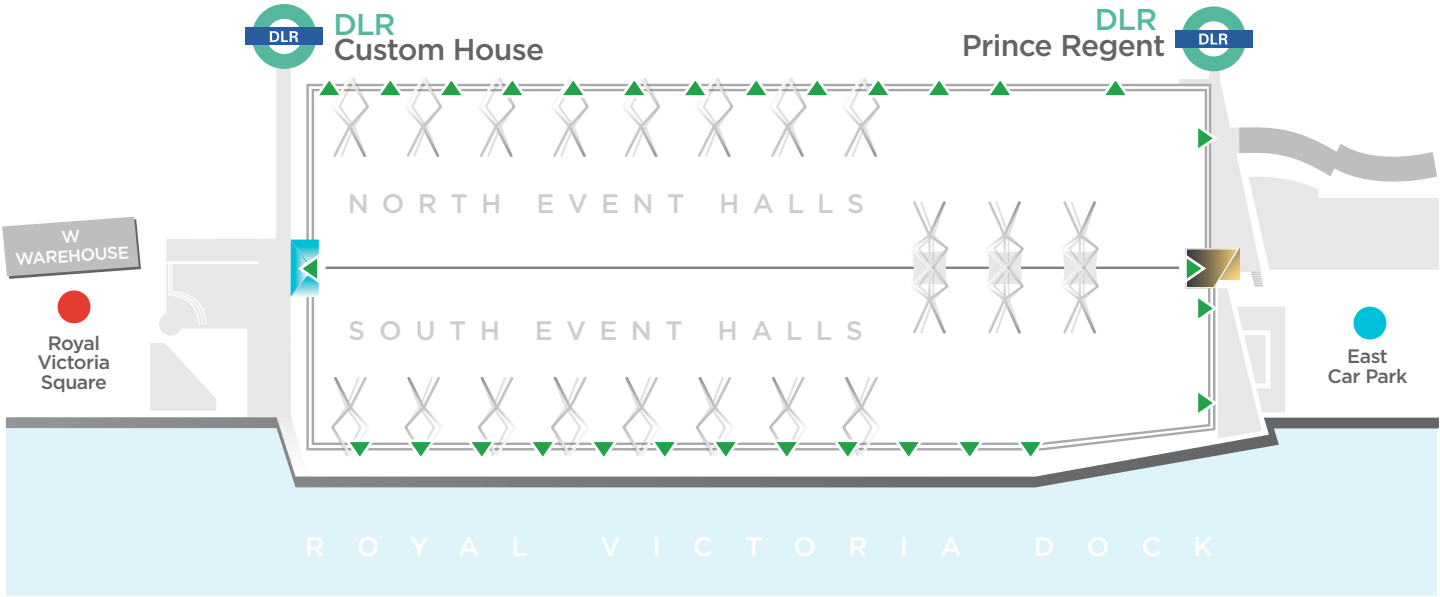 DLR
DLR
Custom House
DLR
Prince Regent
DLR
NORTH EVENT HALLS
W
WAREHOUSE
SOUTH EVENT HALLS
Royal
Victoria
Square
East
Car Park
ROYAL VICTORIA DOCK